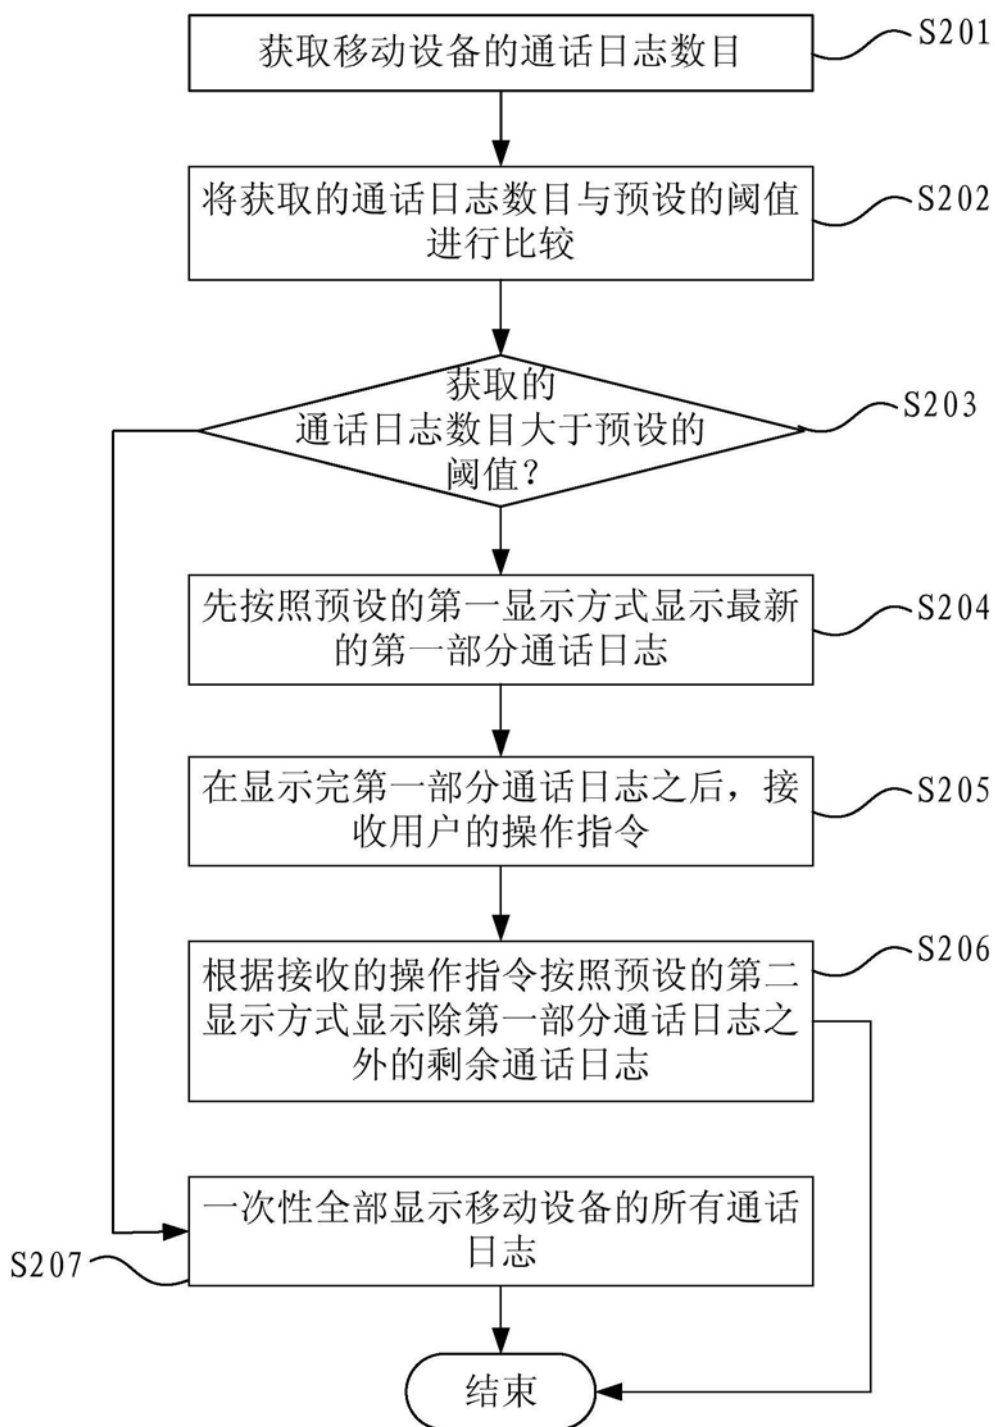 获取移动设备的通话日志数目
S201
将获取的通话日志数目与预设的阈值
进行比较
S202
获取的
通话日志数目大于预设的
阈值?
S203
先按照预设的第一显示方式显示最新
的第一部分通话日志
S204
在显示完第一部分通话日志之后，接
收用户的操作指令
S205
根据接收的操作指令按照预设的第二
显示方式显示除第一部分通话日志之
外的剩余通话日志
S206
一次性全部显示移动设备的所有通话
日志
S207
结束